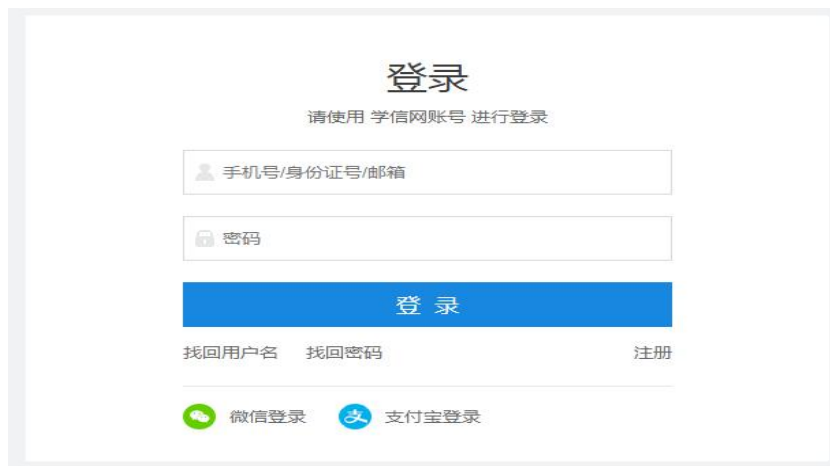 登录
请使用 学信网账号 进行登录
手机号/身份证号/邮箱
密码
登 录
找回用户名 找回密码 注册
微信登录 支付宝登录